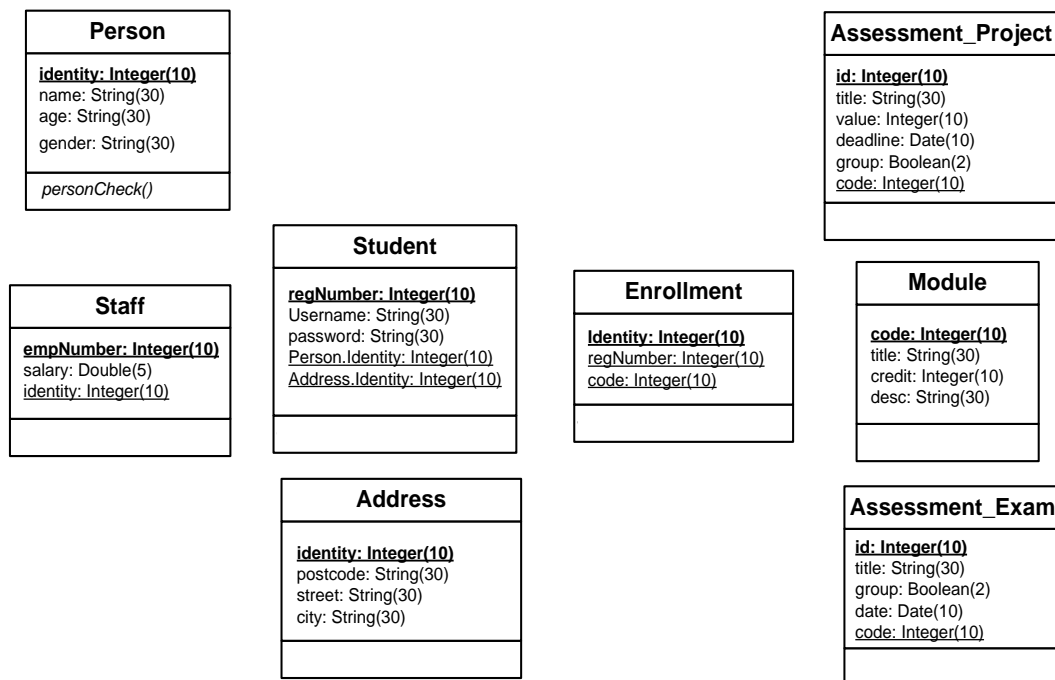 Person
identity: Integer(10)
name: String(30)
age: String(30)
gender: String(30)
personCheck()
Assessment_Project
id: Integer(10)
title: String(30)
value: Integer(10)
deadline: Date(10)
group: Boolean(2)
code: Integer(10)
Staff
empNumber: Integer(10)
salary: Double(5)
identity: Integer(10)
Student
regNumber: Integer(10)
Username: String(30)
password: String(30)
Person.Identity: Integer(10)
Address.Identity: Integer(10)
Enrollment
Identity: Integer(10)
regNumber: Integer(10)
code: Integer(10)
Module
code: Integer(10)
title: String(30)
credit: Integer(10)
desc: String(30)
Address
identity: Integer(10)
postcode: String(30)
street: String(30)
city: String(30)
Assessment_Exam
id: Integer(10)
title: String(30)
group: Boolean(2)
date: Date(10)
code: Integer(10)